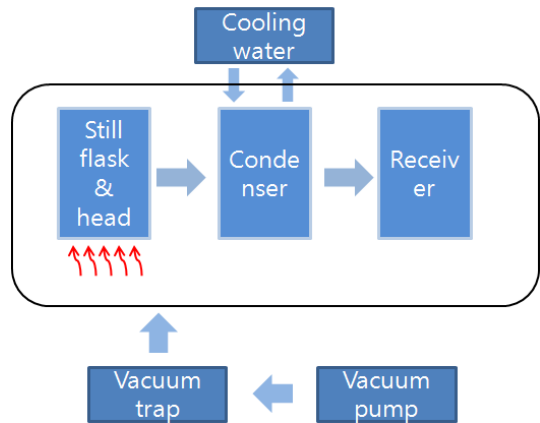 Cooling
water
Still
flask
&
head
Conde
nser
Receiv
er
Vacuum
trap
Vacuum
pump